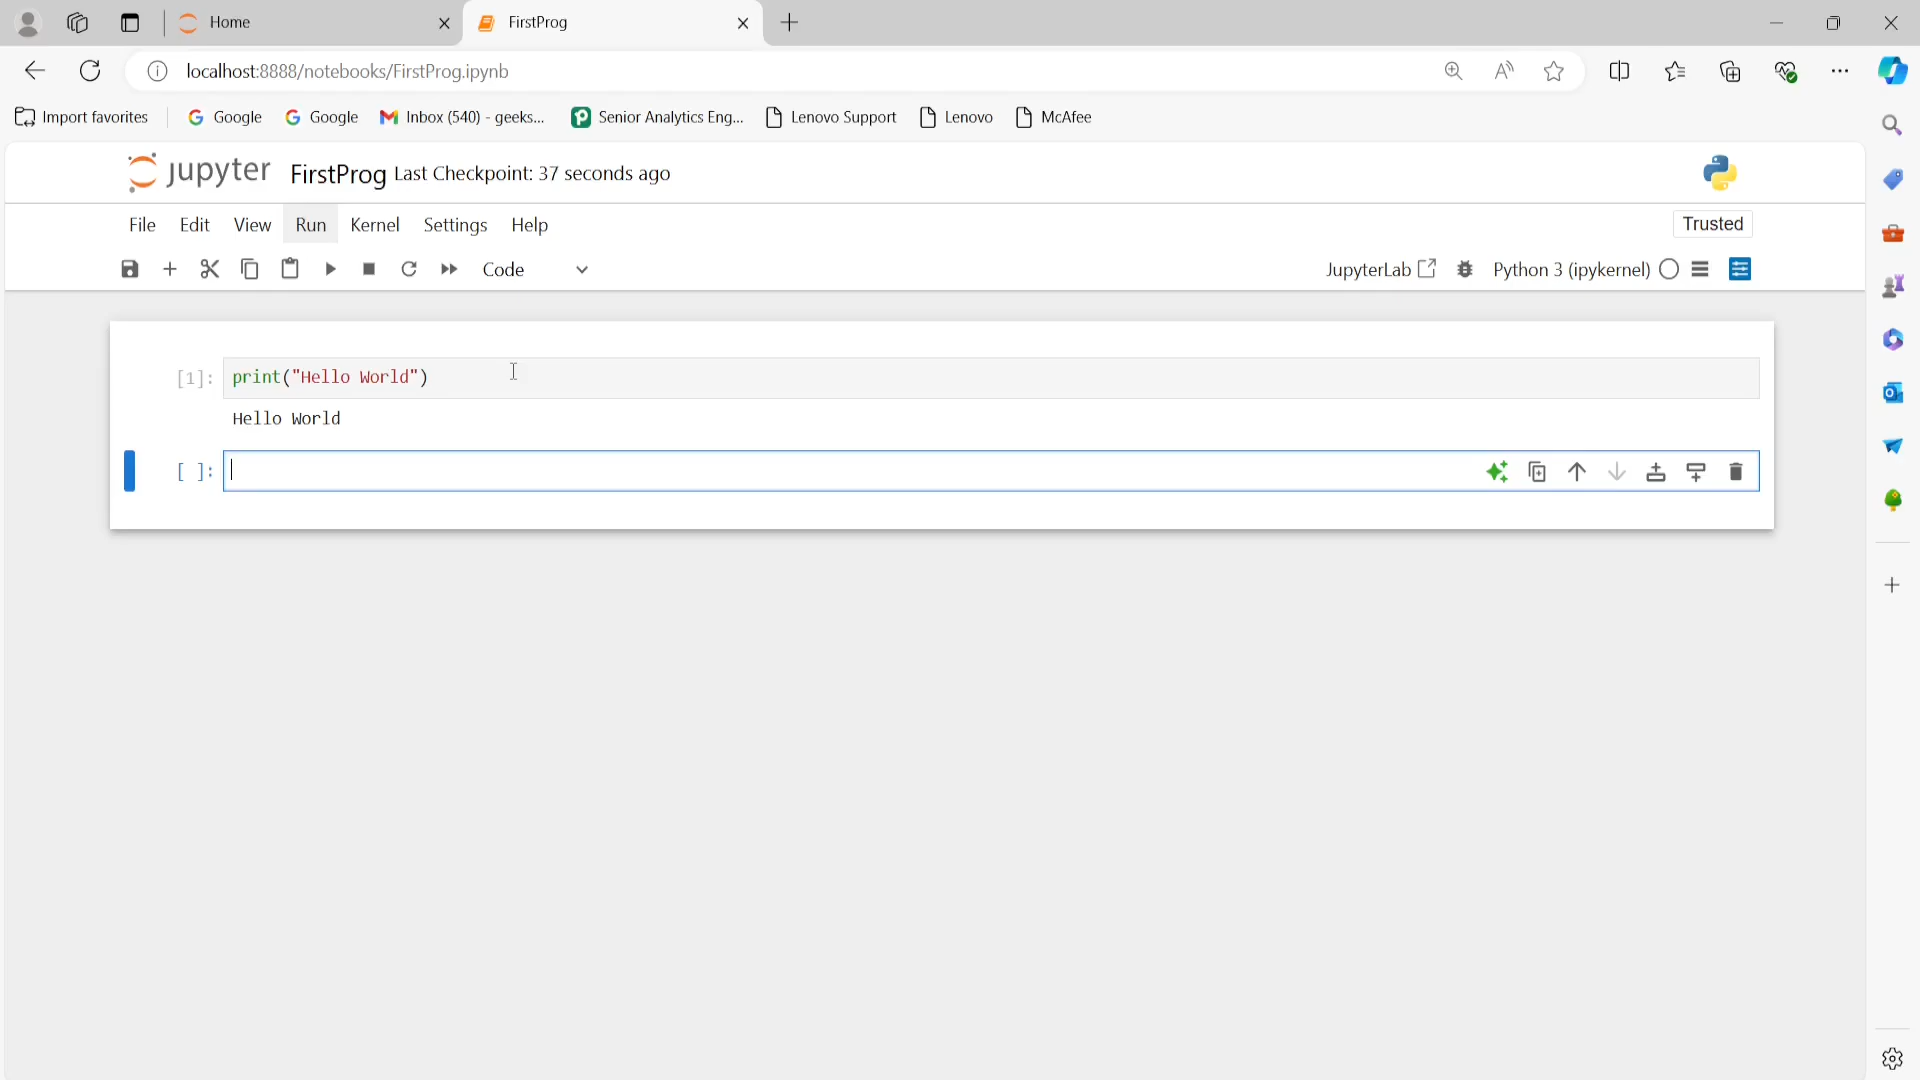 Home FirstProg
localhost:8888/notebooks/FirstProg.ipynb
Import favorites Google Google Inbox (540) - geeks... Senior Analytics Eng... Lenovo Support Lenovo McAfee
jupyter FirstProg Last Checkpoint: 37 seconds ago
File Edit View Run Kernel Settings Help Trusted
Code JupyterLab Python 3 (ipykernel)
[1]: print("Hello World")
Hello World
[ ]: